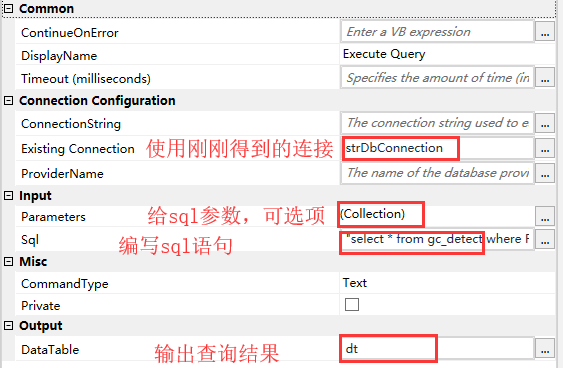 Common
ContinueOnError Enter a VB expression ...
DisplayName Execute Query
Timeout (milliseconds) Specifies the amount of time (in ...
Connection Configuration
ConnectionString The connection string used to e ...
Existing Connection 使用刚刚得到的连接 strDbConnection ...
ProviderName The name of the database provi ...
Input
Parameters 给sql参数，可选项 (Collection) ...
Sql 编写sql语句 "select * from gc_detect where F ...
Misc
CommandType Text
Private
Output
DataTable 输出查询结果 dt ...